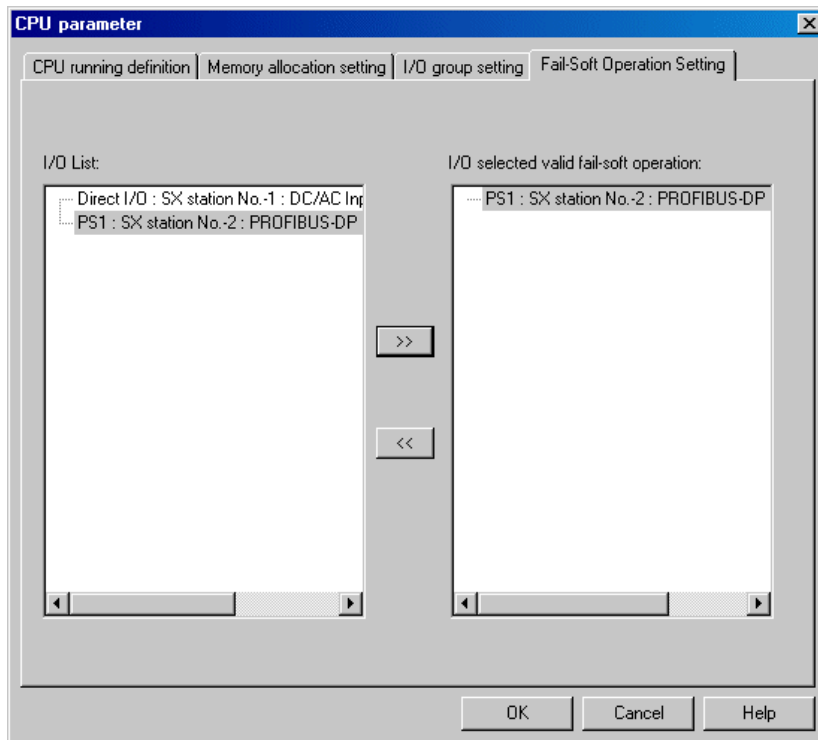 CPU parameter
CPU running definition Memory allocation setting I/O group setting Fail-Soft Operation Setting
I/O List: I/O selected valid fail-soft operation:
Direct I/O : SX station No.-1 : DC/AC Inp PS1 : SX station No.-2 : PROFIBUS-DP
PS1 : SX station No.-2 : PROFIBUS-DP
>>
<<
OK Cancel Help